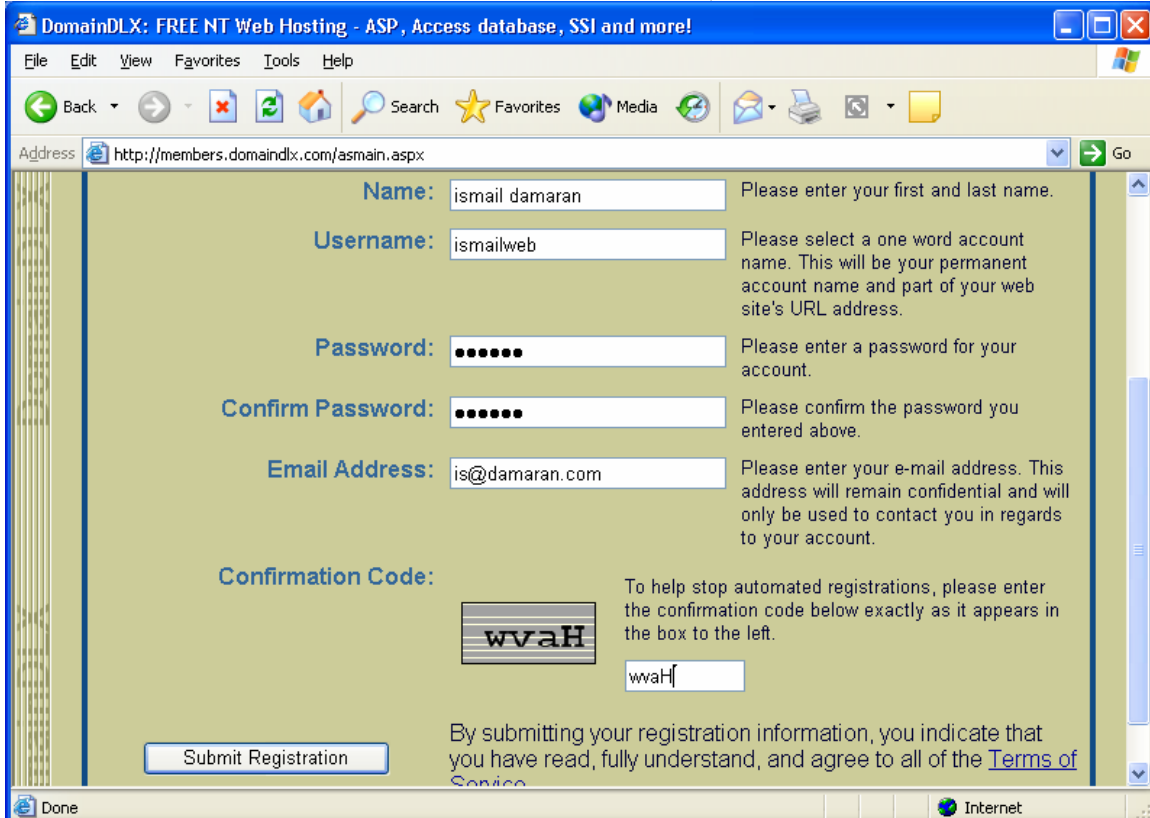 DomainDLX: FREE NT Web Hosting - ASP, Access database, SSI and more!
File Edit View Favorites Tools Help
Back Search Favorites Media
Address http://members.domaindlx.com/asmain.aspx Go
Name: ismail damaran Please enter your first and last name.
Username: ismailweb Please select a one word account
name. This will be your permanent
account name and part of your web
site's URL address.
Password: •••••• Please enter a password for your
account.
Confirm Password: •••••• Please confirm the password you
entered above.
Email Address: is@damaran.com Please enter your e-mail address. This
address will remain confidential and will
only be used to contact you in regards
to your account.
Confirmation Code:
To help stop automated registrations, please enter
the confirmation code below exactly as it appears in
the box to the left.
wvaH
wvaH
By submitting your registration information, you indicate that
Submit Registration you have read, fully understand, and agree to all of the Terms of
Service
Done Internet
DomainDLX